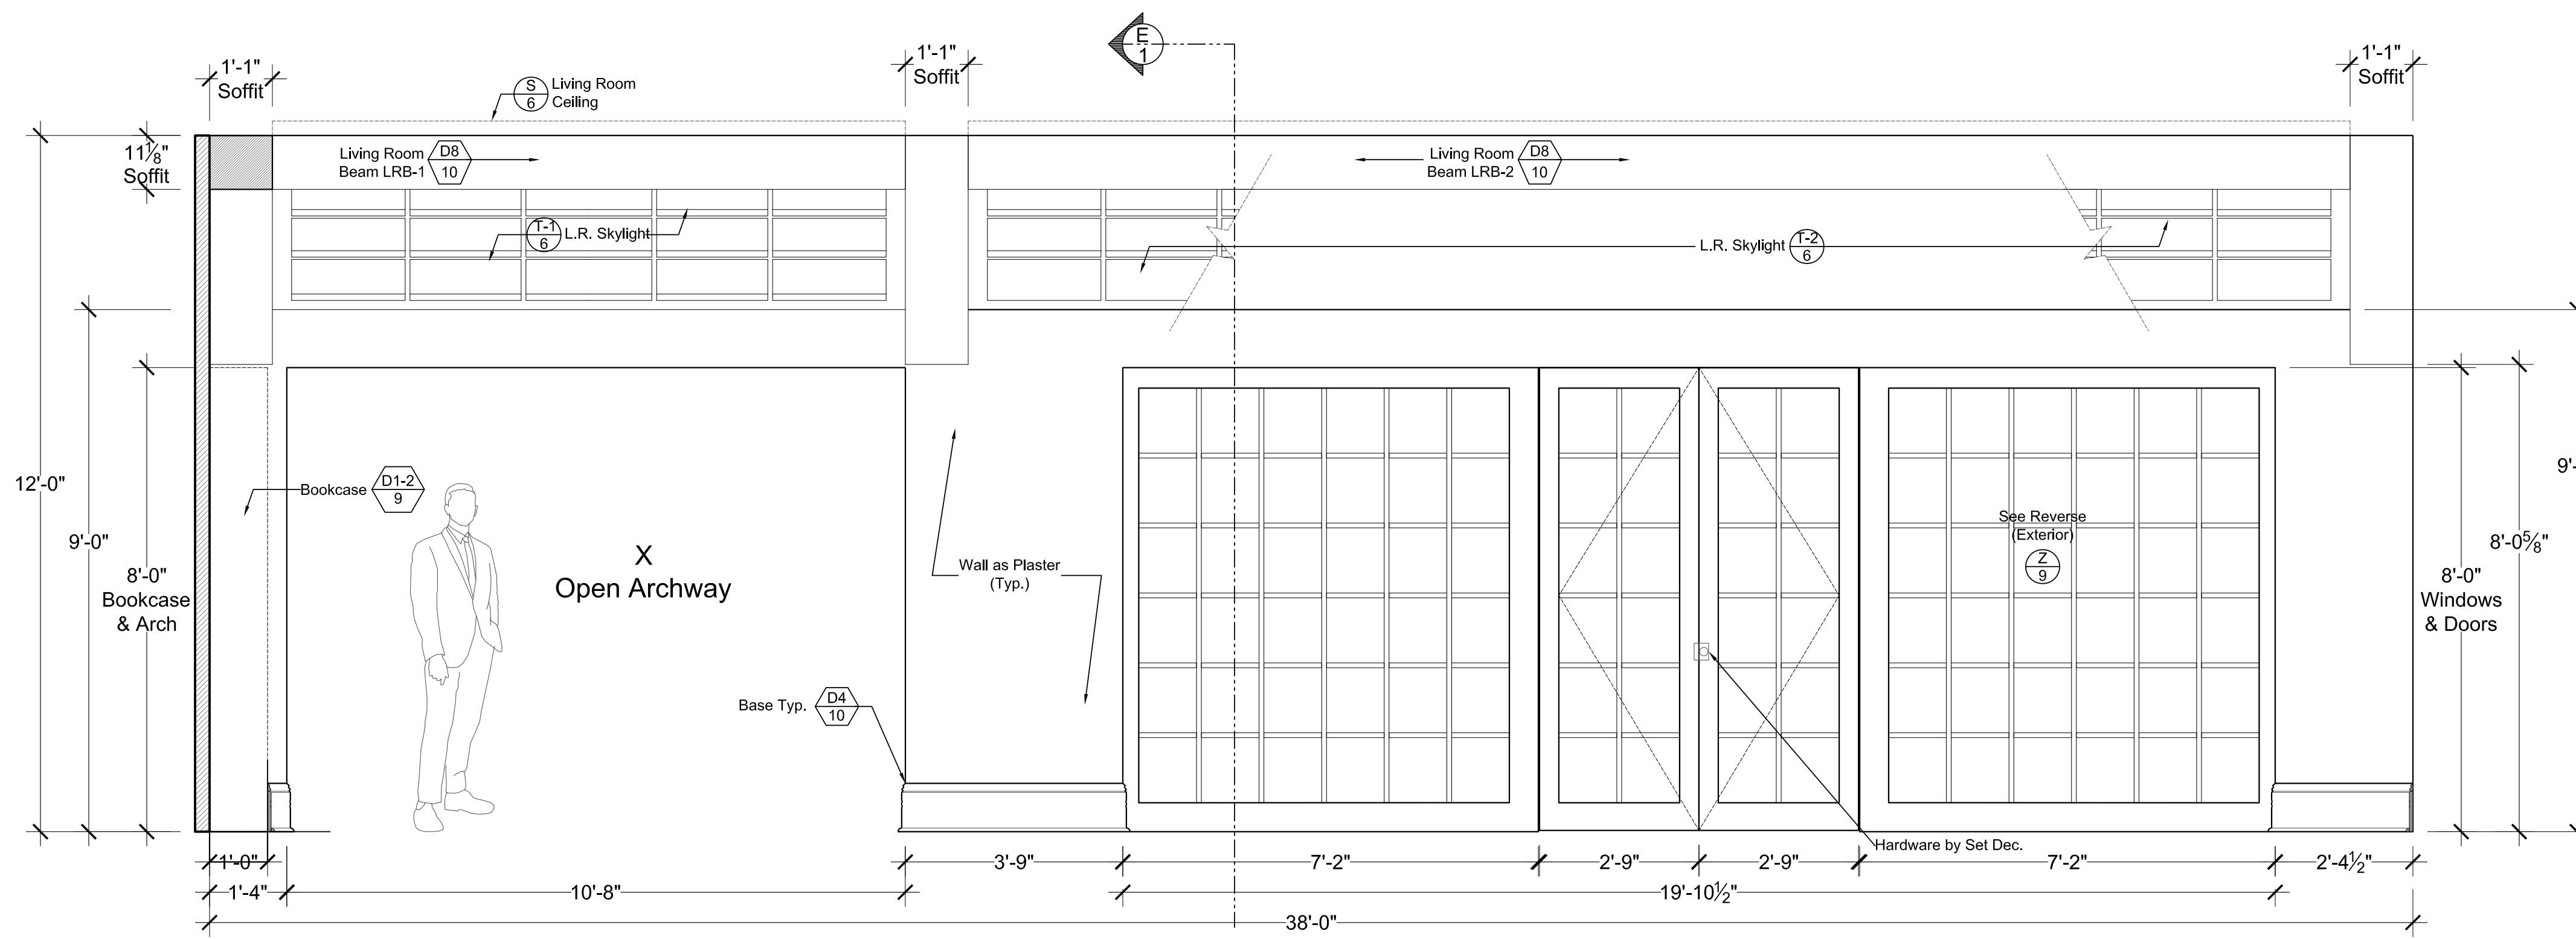 1'-1"
Soffit
S
6
Living Room
Ceiling
1'-1"
Soffit
E
1
1'-1"
Soffit
11⅛"
Soffit
Living Room
Beam LRB-1
D8
10
Living Room
Beam LRB-2
D8
10
T-1
6
L.R. Skylight
L.R. Skylight
T-2
6
12'-0"
9'-0"
8'-0"
Bookcase
& Arch
Bookcase
D1-2
9
X
Open Archway
Wall as Plaster
(Typ.)
Base Typ.
D4
10
See Reverse
(Exterior)
Z
9
Hardware by Set Dec.
8'-0"
Windows
& Doors
8'-0⅝"
9'-
1'-0"
3'-9"
7'-2"
2'-9"
2'-9"
7'-2"
2'-4½"
1'-4"
10'-8"
19'-10½"
38'-0"